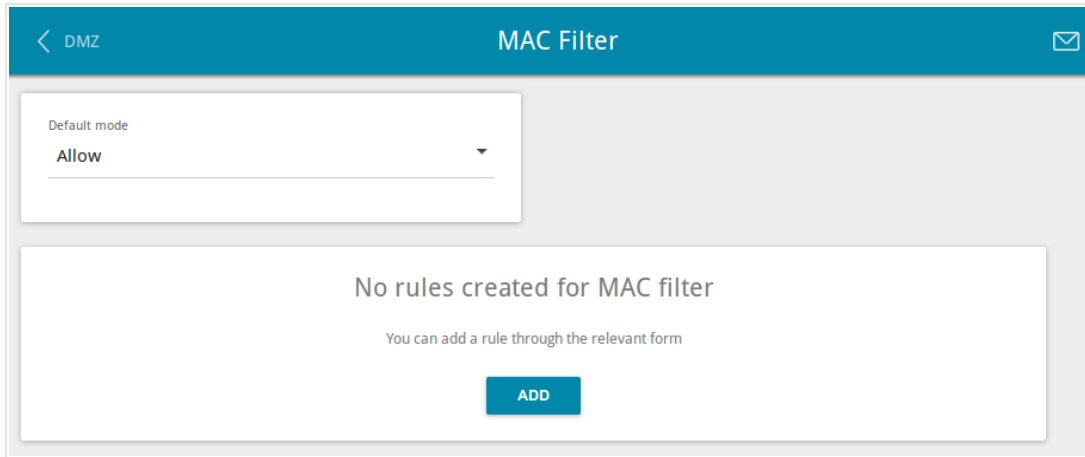 DMZ
MAC Filter
Default mode
Allow
No rules created for MAC filter
You can add a rule through the relevant form
ADD